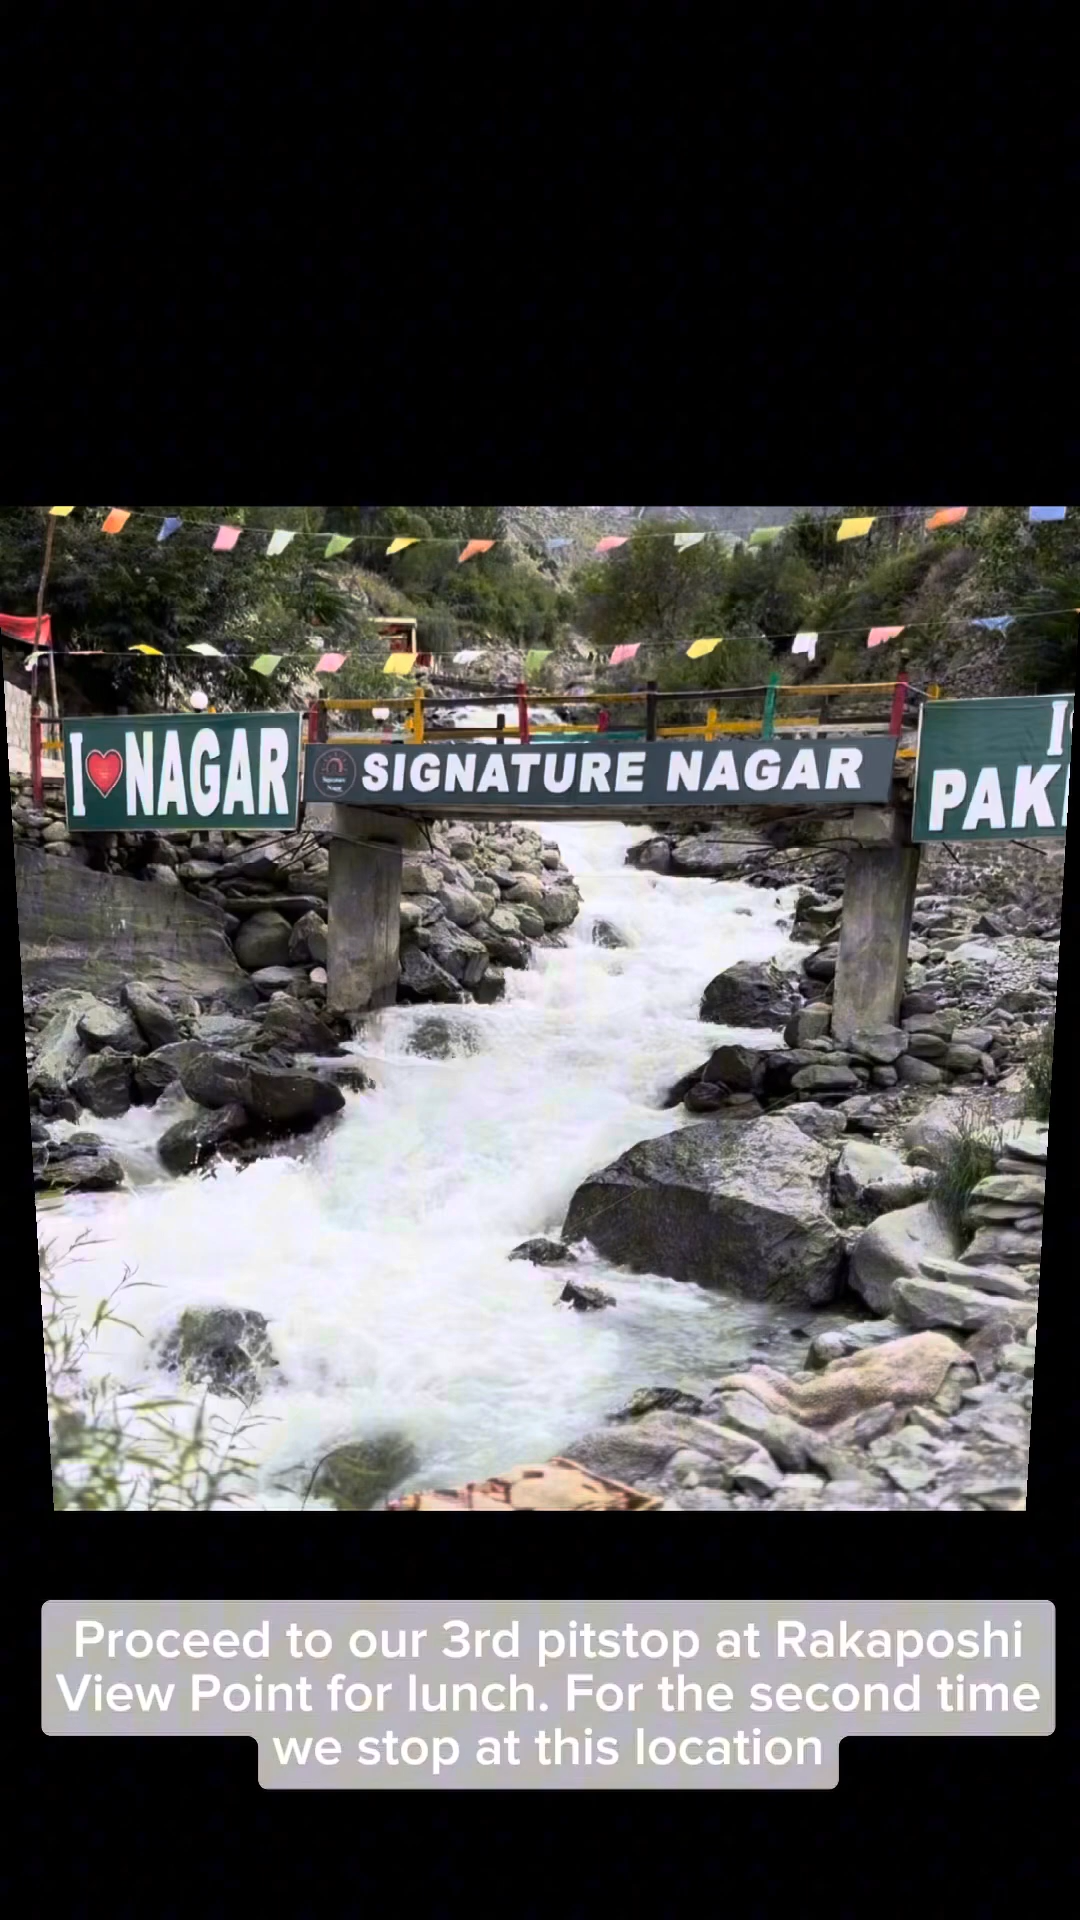 I ❤ NAGAR
SIGNATURE NAGAR
I
PAK
Proceed to our 3rd pitstop at Rakaposhi
View Point for lunch. For the second time
we stop at this location